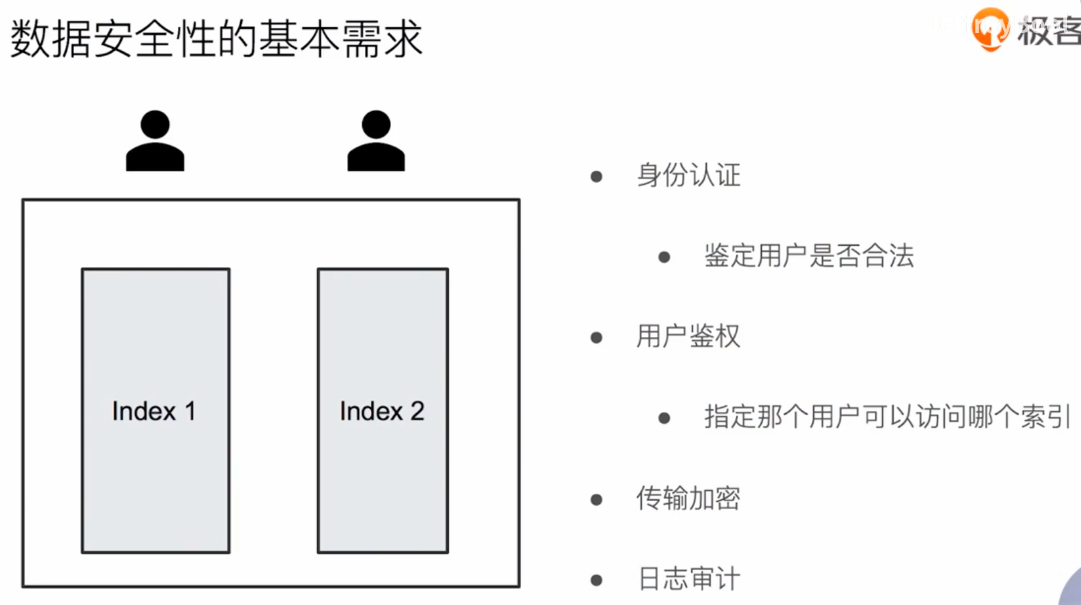 数据安全性的基本需求
极客
Index 1
Index 2
身份认证
鉴定用户是否合法
用户鉴权
指定那个用户可以访问哪个索引
传输加密
日志审计